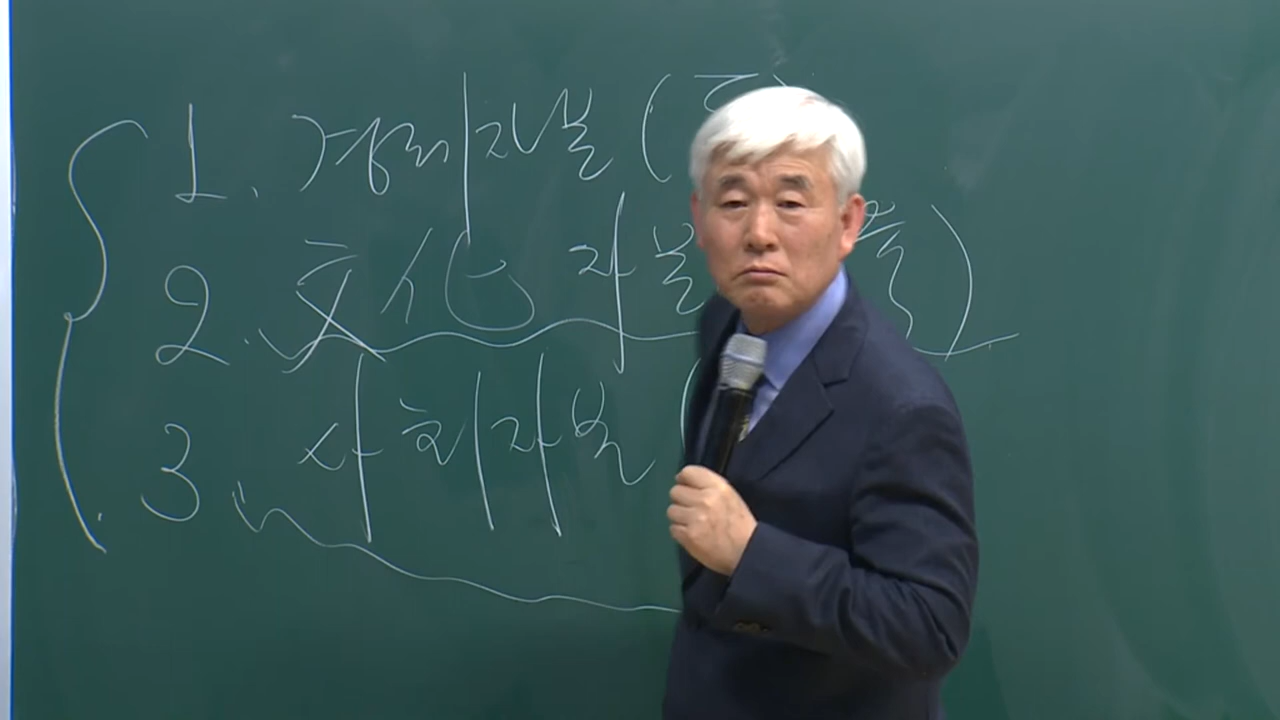 1. 경제자본 (
2. 文化 자본 )
3. 사회자본 (